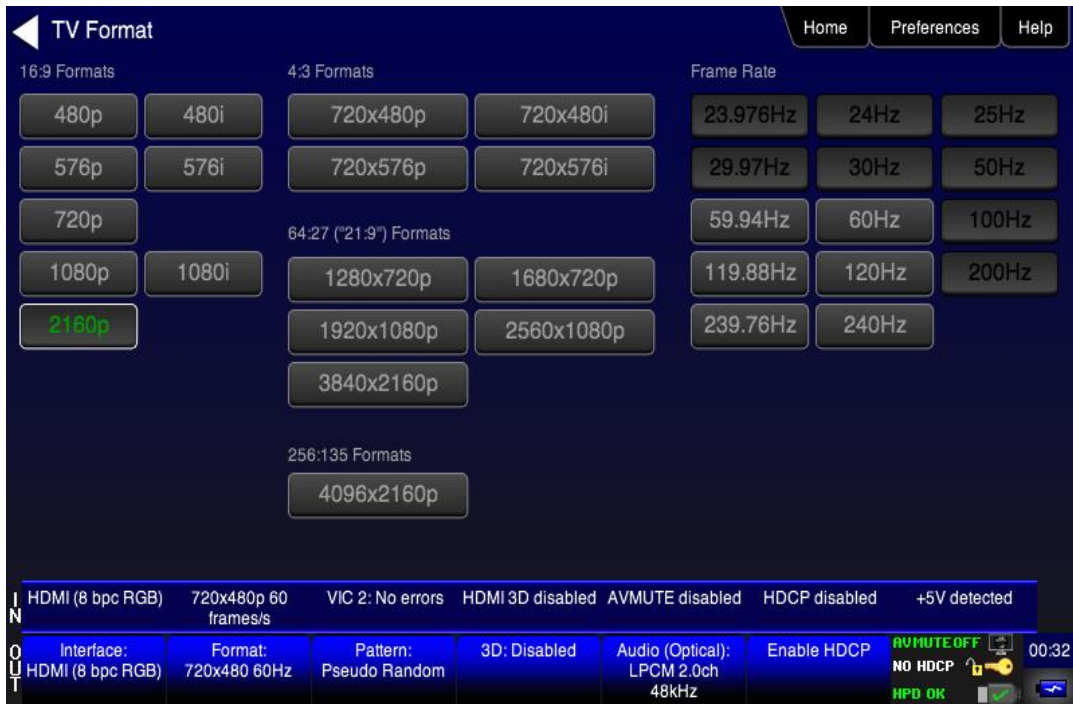 TV Format
Home Preferences Help
16:9 Formats 4:3 Formats Frame Rate
480p 480i 720x480p 720x480i 23.976Hz 24Hz 25Hz
576p 576i 720x576p 720x576i 29.97Hz 30Hz 50Hz
720p 59.94Hz 60Hz 100Hz
64:27 ("21:9") Formats
1080p 1080i 1280x720p 1680x720p 119.88Hz 120Hz 200Hz
2160p 1920x1080p 2560x1080p 239.76Hz 240Hz
3840x2160p
256:135 Formats
4096x2160p
IN HDMI (8 bpc RGB) 720x480p 60 VIC 2: No errors HDMI 3D disabled AVMUTE disabled HDCP disabled +5V detected
frames/s
OUT Interface: Format: Pattern: 3D: Disabled Audio (Optical): Enable HDCP AVMUTEOFF 00:32
HDMI (8 bpc RGB) 720x480 60Hz Pseudo Random LPCM 2.0ch NO HDCP
48kHz HPD OK